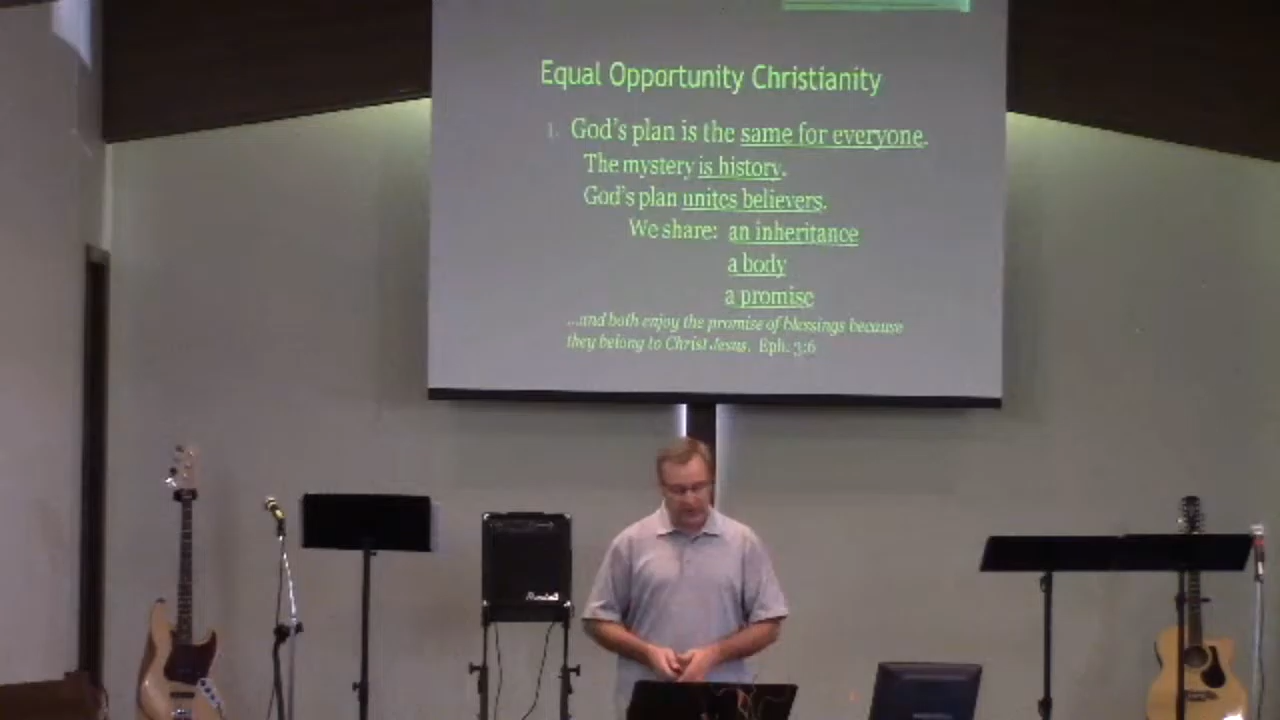 Equal Opportunity Christianity
1. God's plan is the same for everyone.
The mystery is history.
God's plan unites believers.
We share: an inheritance
a body
a promise
...and both enjoy the promise of blessings because
they belong to Christ Jesus. Eph. 3:6
Marshall